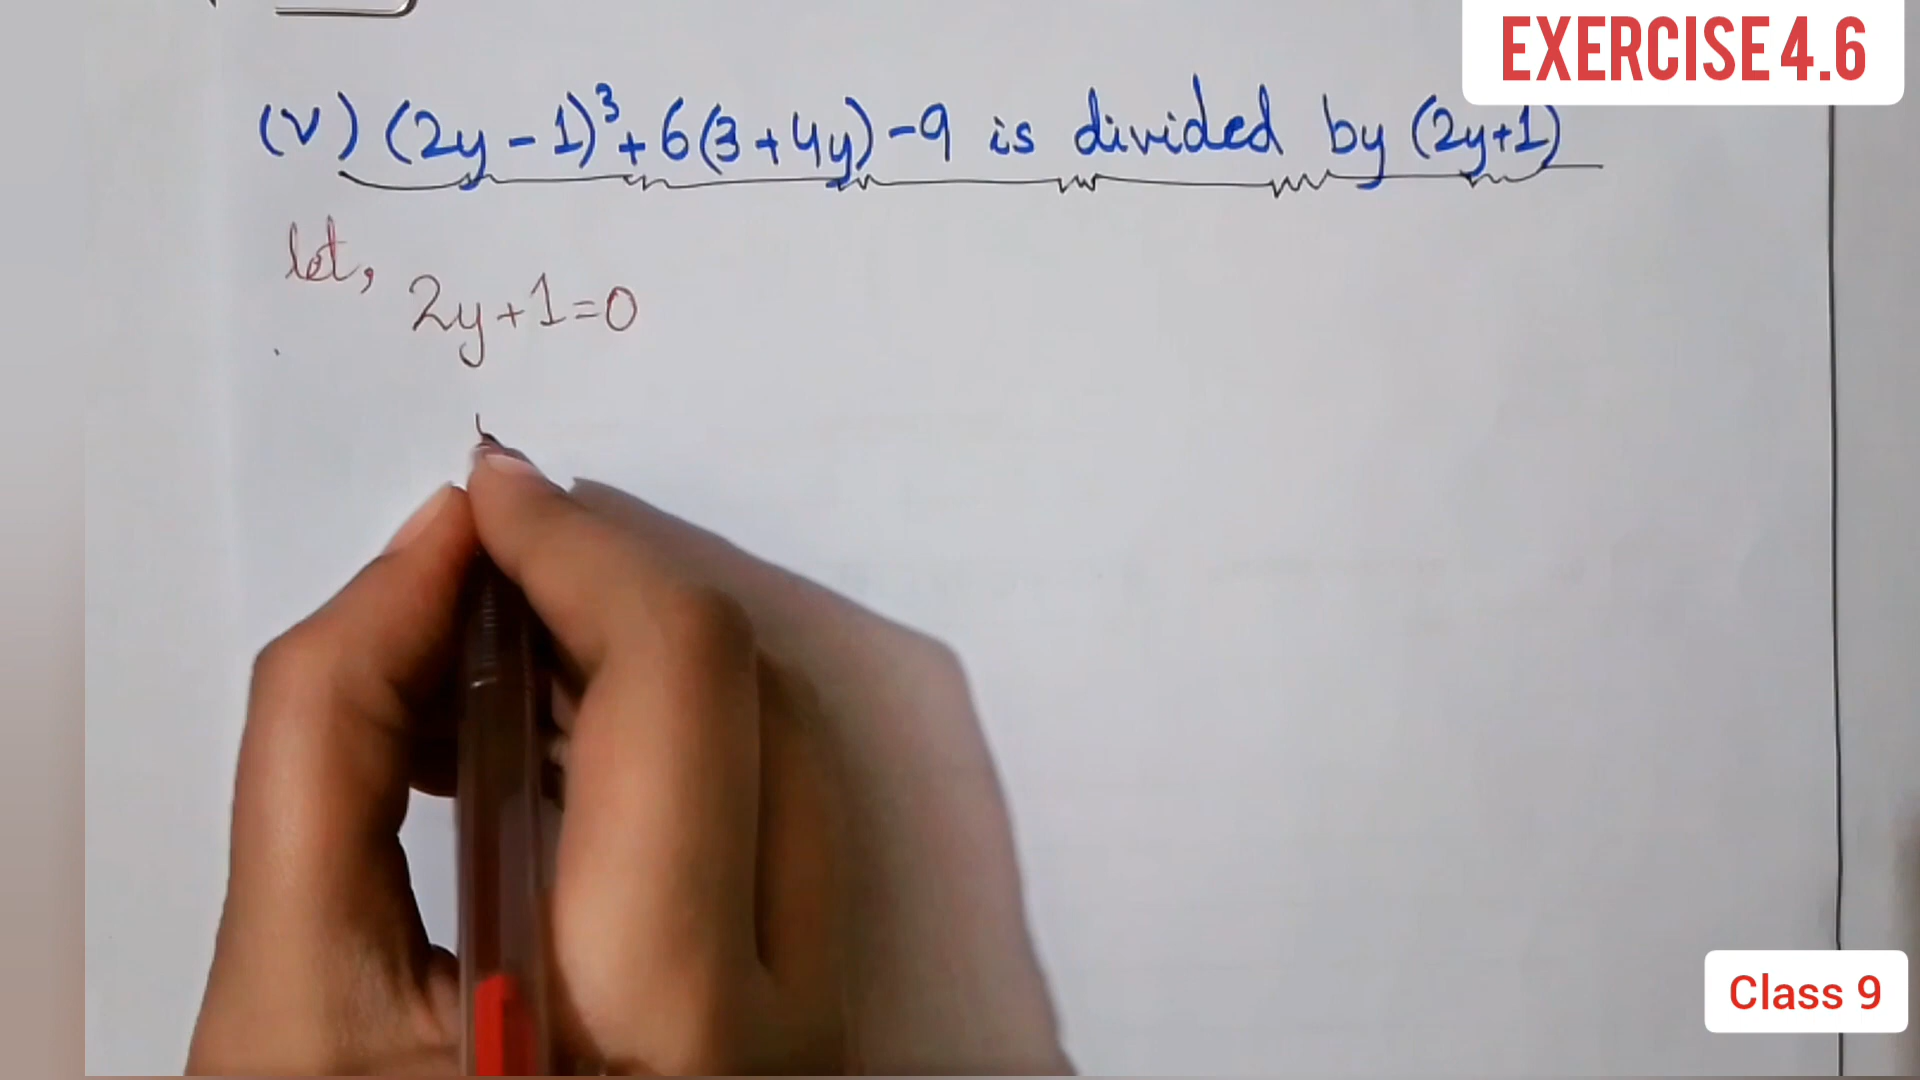 EXERCISE 4.6
(v) (2y-1)³+6(3+4y)-9 is divided by (2y+1)
let,
2y+1=0
Class 9